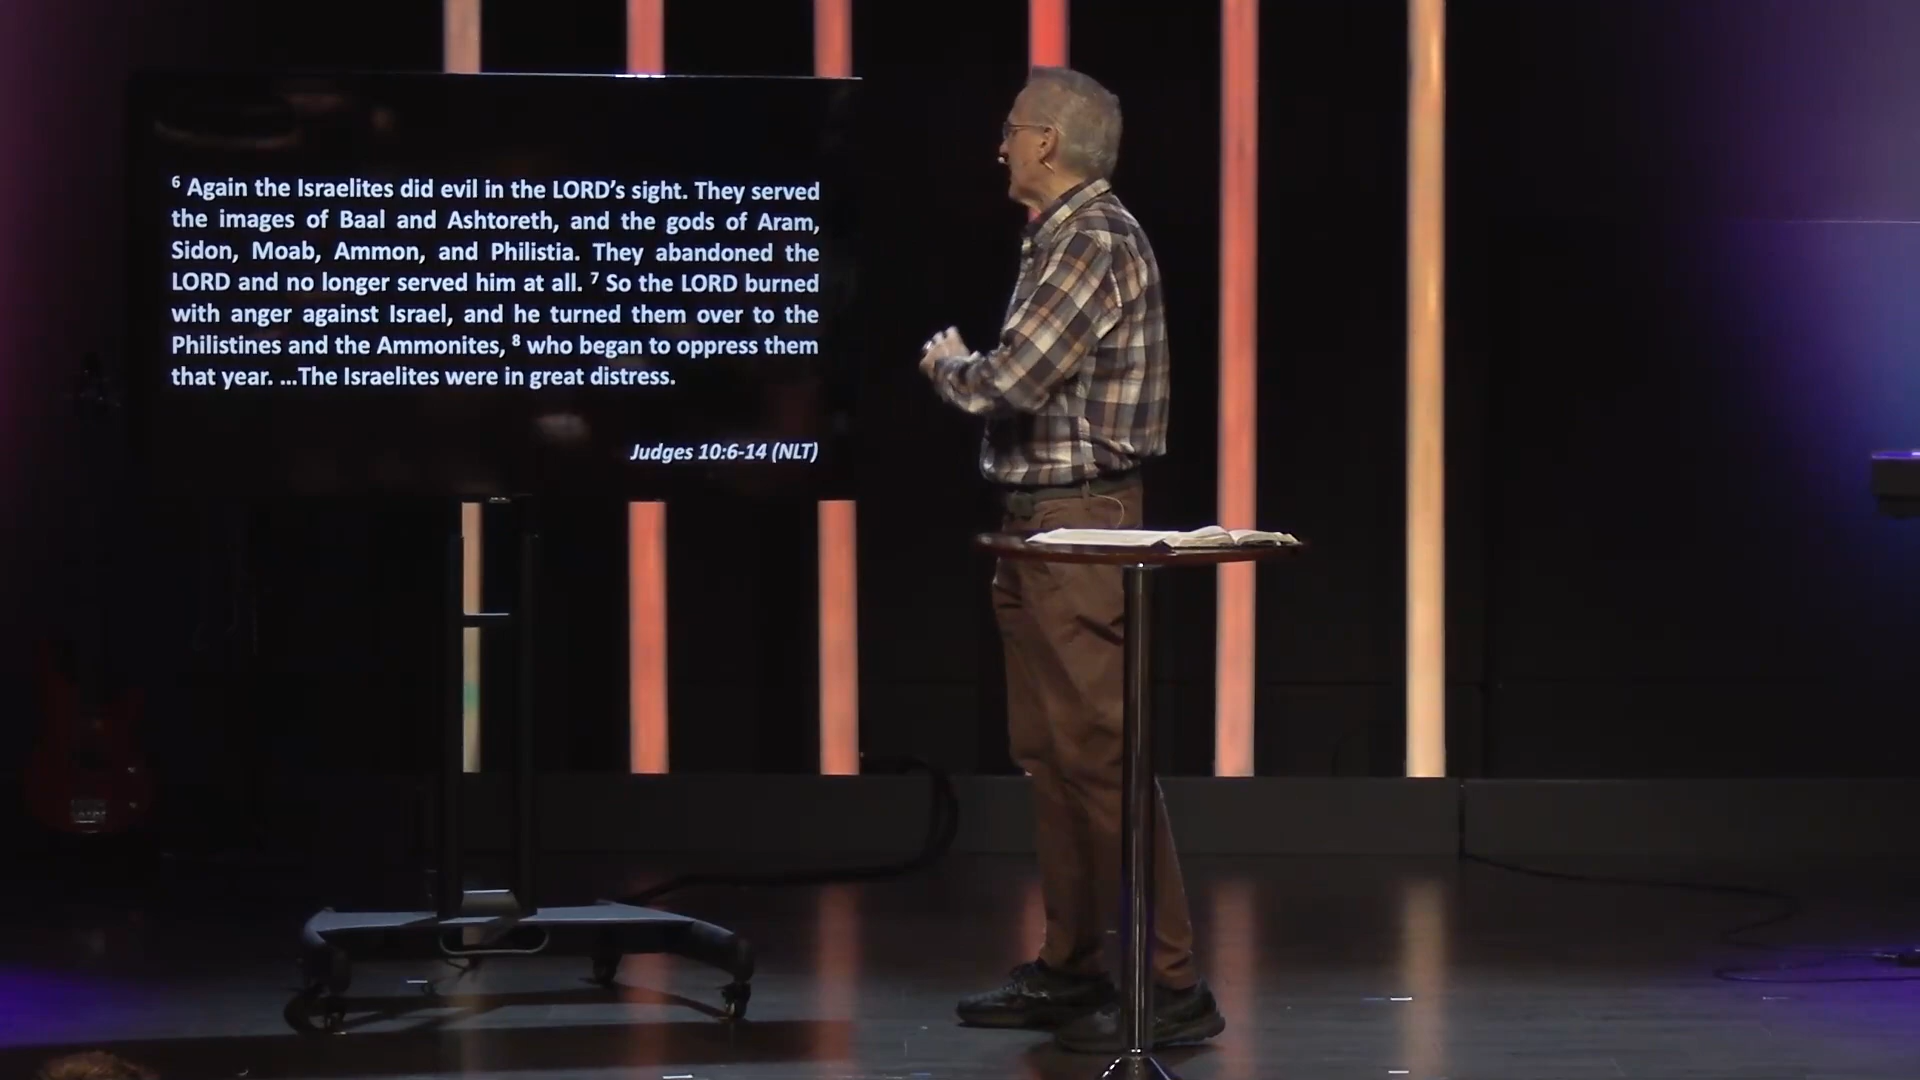 ⁶ Again the Israelites did evil in the LORD’s sight. They served
the images of Baal and Ashtoreth, and the gods of Aram,
Sidon, Moab, Ammon, and Philistia. They abandoned the
LORD and no longer served him at all. ⁷ So the LORD burned
with anger against Israel, and he turned them over to the
Philistines and the Ammonites, ⁸ who began to oppress them
that year. …The Israelites were in great distress.
Judges 10:6-14 (NLT)